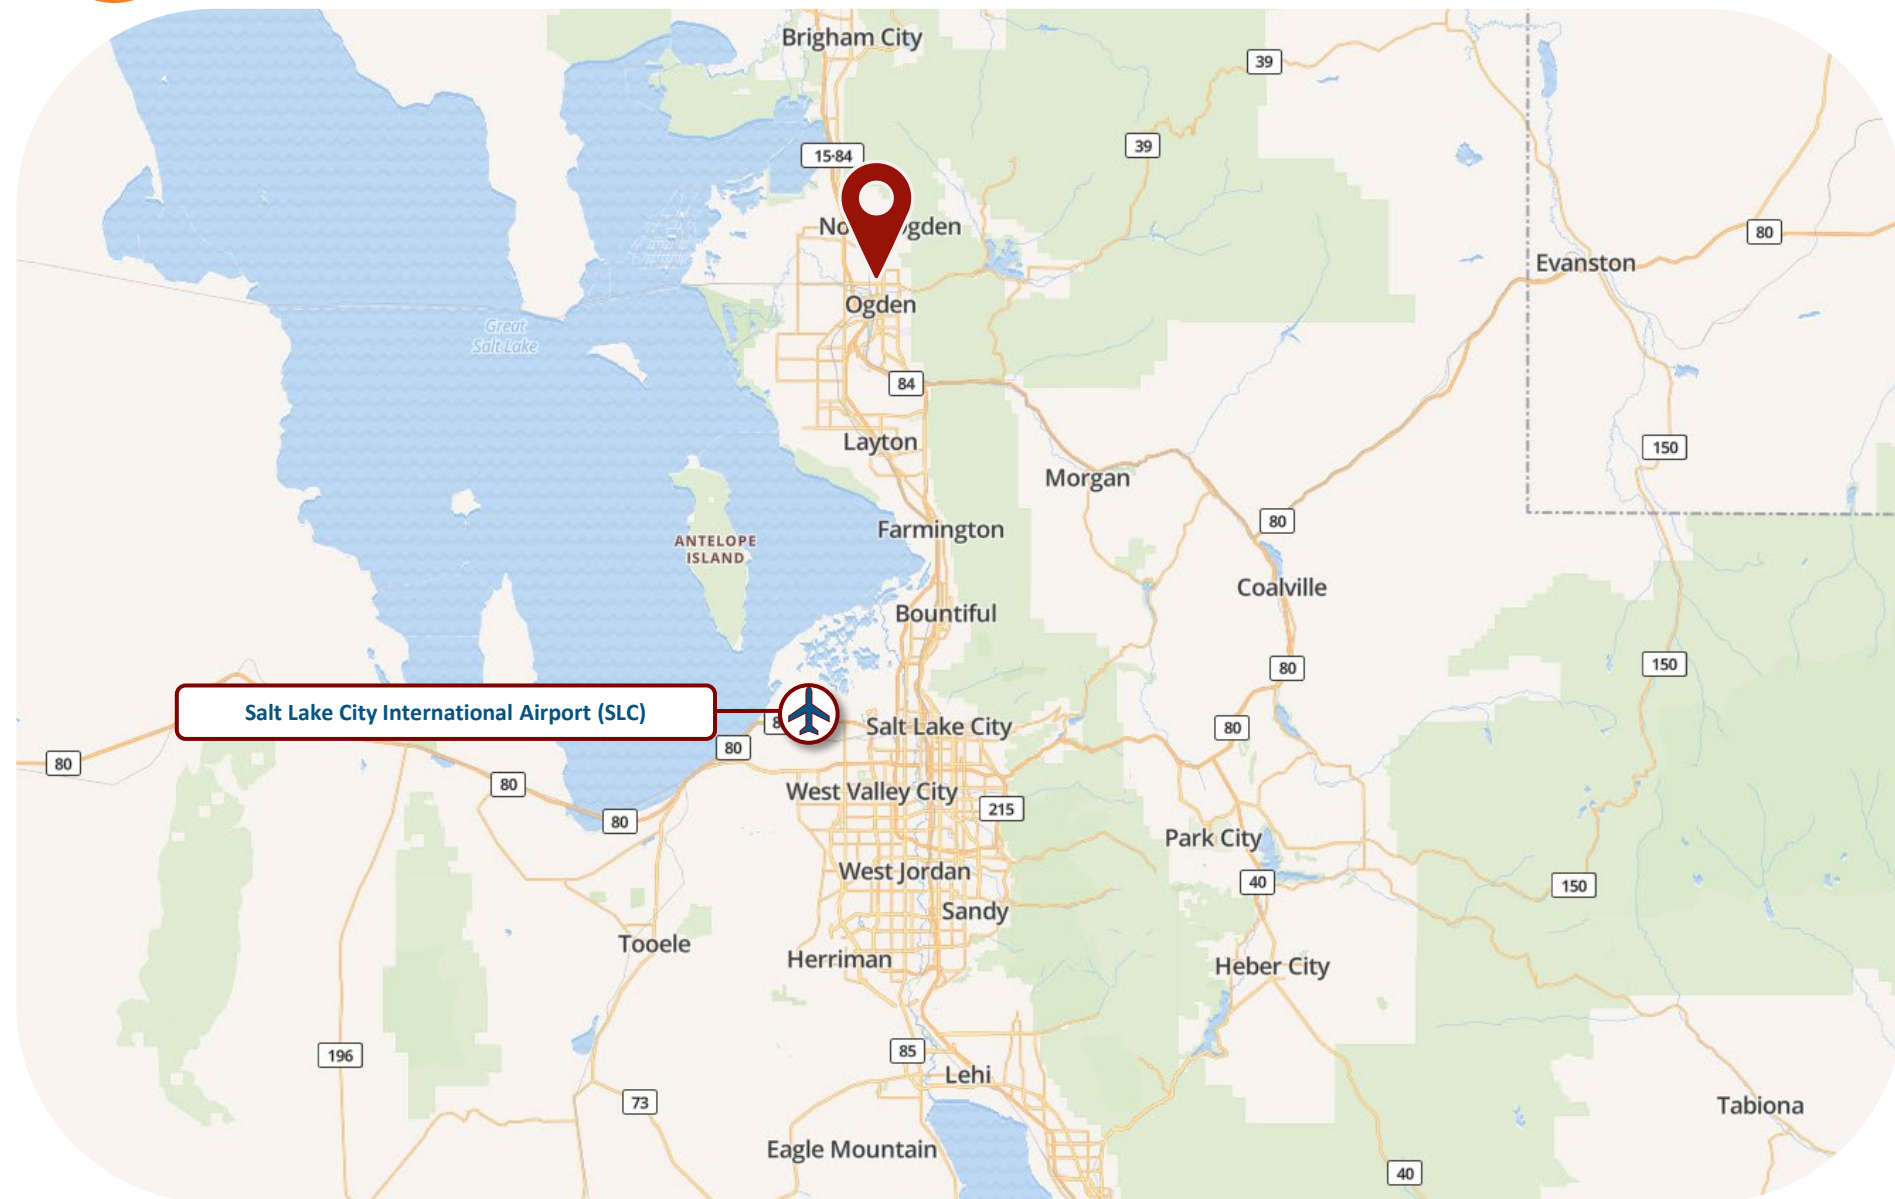 Brigham City
39
39
15-84
No
gden
80
Evanston
Ogden
Great
Salt Lake
84
Layton
150
Morgan
80
Farmington
ANTELOPE
ISLAND
Coalville
Bountiful
80
150
Salt Lake City International Airport (SLC)
8
Salt Lake City
80
80
80
80
West Valley City
215
80
Park City
West Jordan
40
150
Sandy
Tooele
Herriman
Heber City
85
196
Lehi
73
Tabiona
Eagle Mountain
40